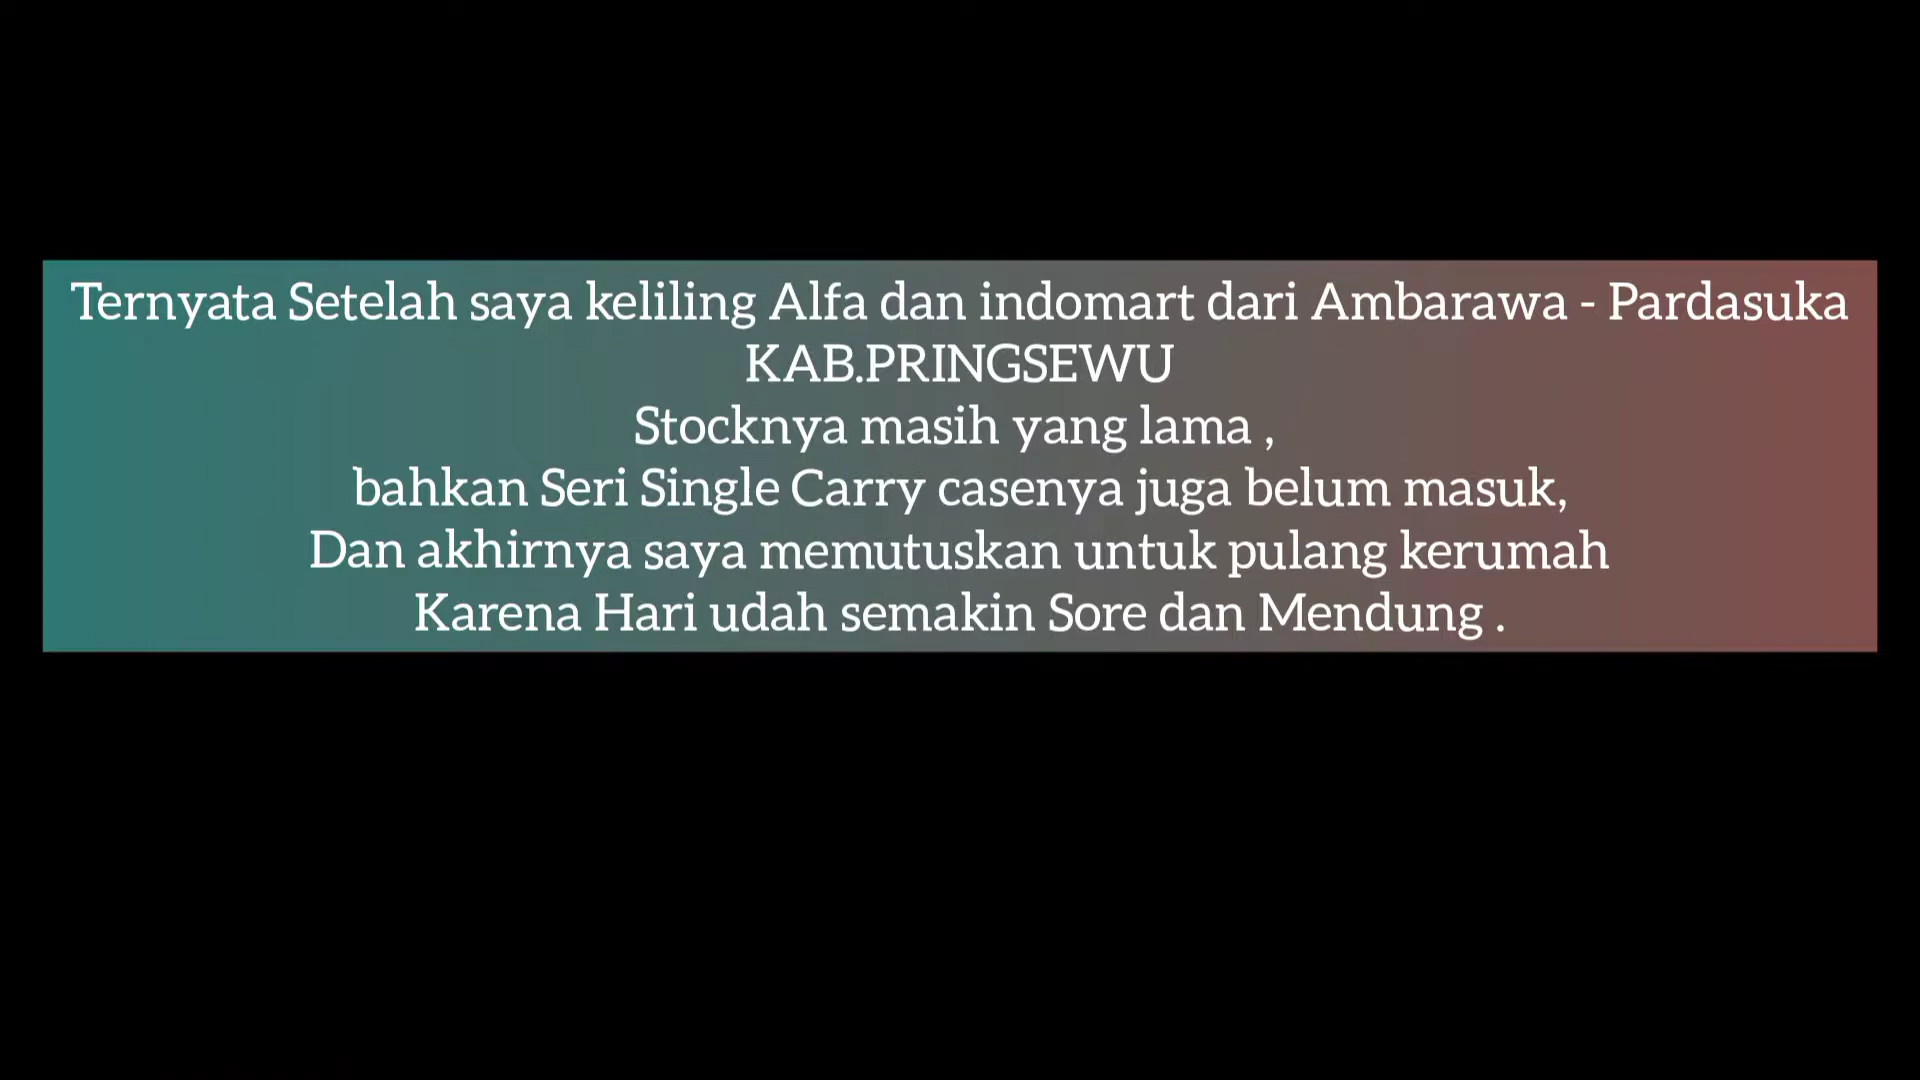 Ternyata Setelah saya keliling Alfa dan indomart dari Ambarawa - Pardasuka
KAB.PRINGSEWU
Stocknya masih yang lama ,
bahkan Seri Single Carry casenya juga belum masuk,
Dan akhirnya saya memutuskan untuk pulang kerumah
Karena Hari udah semakin Sore dan Mendung .